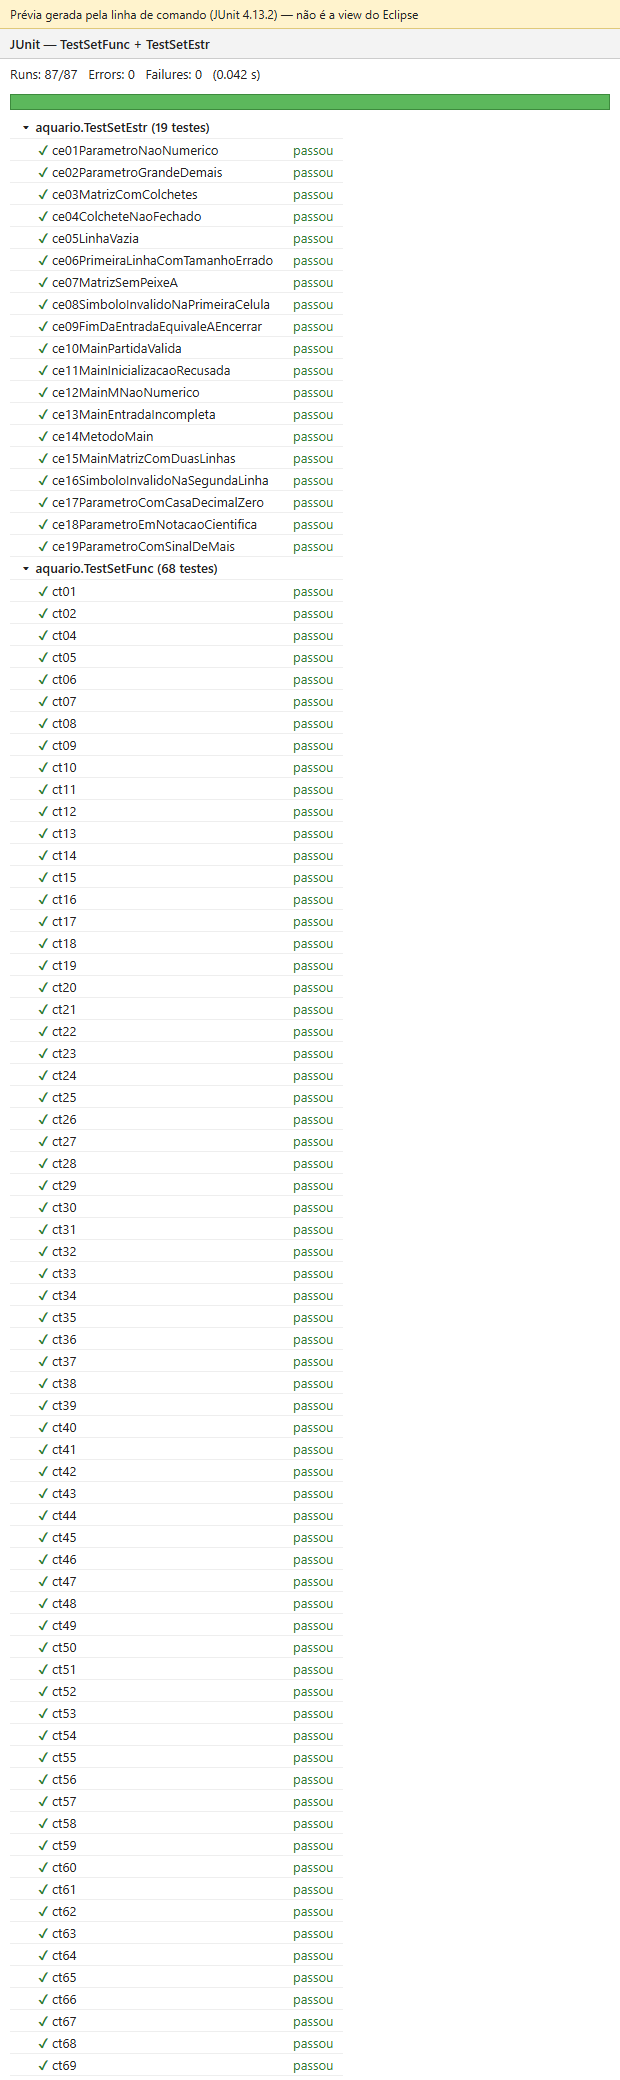 Prévia gerada pela linha de comando (JUnit 4.13.2) — não é a view do Eclipse
JUnit — TestSetFunc + TestSetEstr
Runs: 87/87 Errors: 0 Failures: 0 (0.042 s)
▾ aquario.TestSetEstr (19 testes)
✓ ce01ParametroNaoNumerico passou
✓ ce02ParametroGrandeDemais passou
✓ ce03MatrizComColchetes passou
✓ ce04ColcheteNaoFechado passou
✓ ce05LinhaVazia passou
✓ ce06PrimeiraLinhaComTamanhoErrado passou
✓ ce07MatrizSemPeixeA passou
✓ ce08SimboloInvalidoNaPrimeiraCelula passou
✓ ce09FimDaEntradaEquivaleAEncerrar passou
✓ ce10MainPartidaValida passou
✓ ce11MainInicializacaoRecusada passou
✓ ce12MainMNaoNumerico passou
✓ ce13MainEntradaIncompleta passou
✓ ce14MetodoMain passou
✓ ce15MainMatrizComDuasLinhas passou
✓ ce16SimboloInvalidoNaSegundaLinha passou
✓ ce17ParametroComCasaDecimalZero passou
✓ ce18ParametroEmNotacaoCientifica passou
✓ ce19ParametroComSinalDeMais passou
▾ aquario.TestSetFunc (68 testes)
✓ ct01 passou
✓ ct02 passou
✓ ct04 passou
✓ ct05 passou
✓ ct06 passou
✓ ct07 passou
✓ ct08 passou
✓ ct09 passou
✓ ct10 passou
✓ ct11 passou
✓ ct12 passou
✓ ct13 passou
✓ ct14 passou
✓ ct15 passou
✓ ct16 passou
✓ ct17 passou
✓ ct18 passou
✓ ct19 passou
✓ ct20 passou
✓ ct21 passou
✓ ct22 passou
✓ ct23 passou
✓ ct24 passou
✓ ct25 passou
✓ ct26 passou
✓ ct27 passou
✓ ct28 passou
✓ ct29 passou
✓ ct30 passou
✓ ct31 passou
✓ ct32 passou
✓ ct33 passou
✓ ct34 passou
✓ ct35 passou
✓ ct36 passou
✓ ct37 passou
✓ ct38 passou
✓ ct39 passou
✓ ct40 passou
✓ ct41 passou
✓ ct42 passou
✓ ct43 passou
✓ ct44 passou
✓ ct45 passou
✓ ct46 passou
✓ ct47 passou
✓ ct48 passou
✓ ct49 passou
✓ ct50 passou
✓ ct51 passou
✓ ct52 passou
✓ ct53 passou
✓ ct54 passou
✓ ct55 passou
✓ ct56 passou
✓ ct57 passou
✓ ct58 passou
✓ ct59 passou
✓ ct60 passou
✓ ct61 passou
✓ ct62 passou
✓ ct63 passou
✓ ct64 passou
✓ ct65 passou
✓ ct66 passou
✓ ct67 passou
✓ ct68 passou
✓ ct69 passou